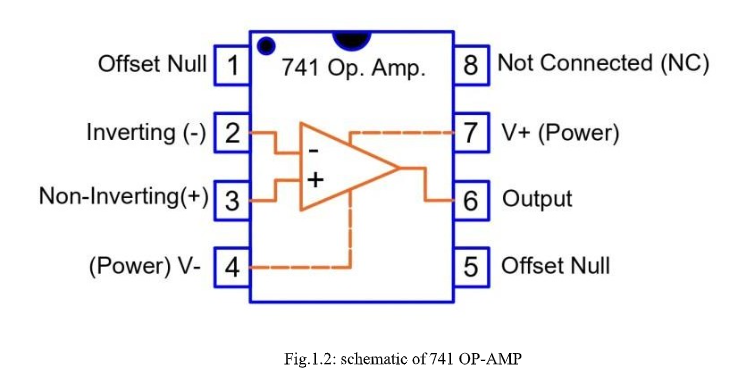 Offset Null 1 741 Op. Amp. 8 Not Connected (NC)
Inverting (-) 2 - 7 V+ (Power)
Non-Inverting(+) 3 + 6 Output
(Power) V- 4 5 Offset Null
Fig.1.2: schematic of 741 OP-AMP